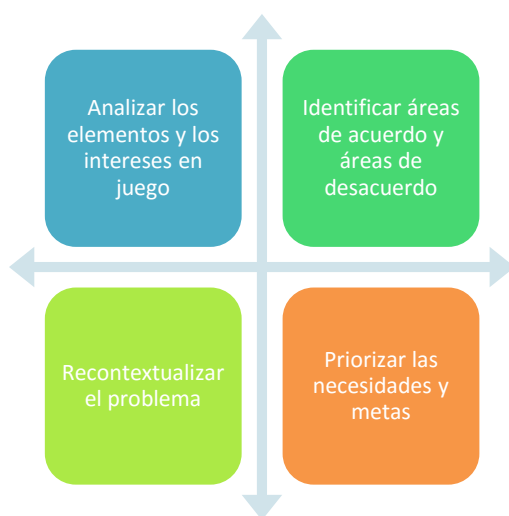 Analizar los
elementos y los
intereses en
juego
Identificar áreas
de acuerdo y
áreas de
desacuerdo
Recontextualizar
el problema
Priorizar las
necesidades y
metas